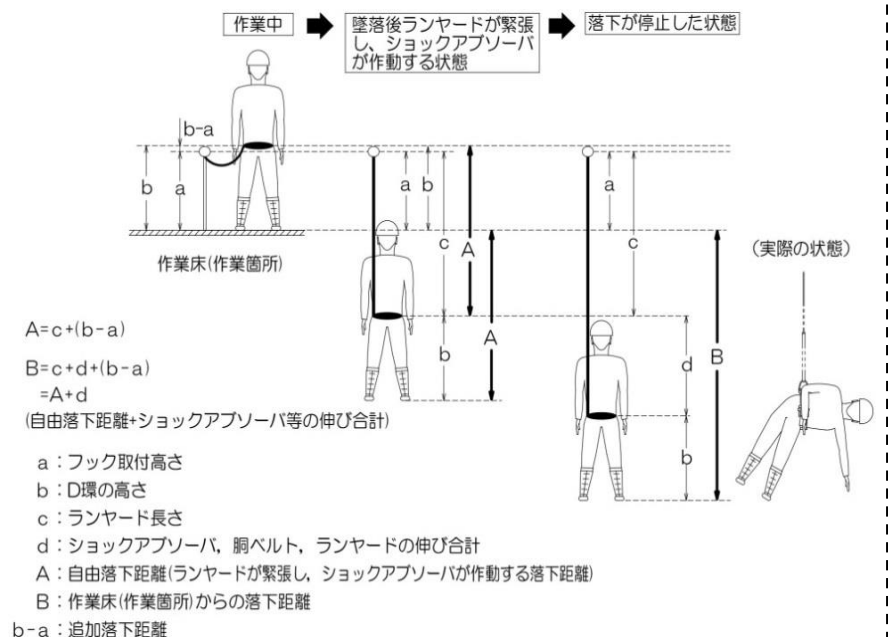 作業中
墜落後ランヤードが緊張
し、ショックアブソーバ
が作動する状態
落下が停止した状態
b-a
b
a
a
b
c
A
A
b
a
c
d
b
B
作業床(作業箇所)
(実際の状態)
A=c+(b-a)
B=c+d+(b-a)
=A+d
(自由落下距離+ショックアブソーバ等の伸び合計)
a：フック取付高さ
b：D環の高さ
c：ランヤード長さ
d：ショックアブソーバ，胴ベルト，ランヤードの伸び合計
A：自由落下距離(ランヤードが緊張し，ショックアブソーバが作動する落下距離)
B：作業床(作業箇所)からの落下距離
b-a：追加落下距離